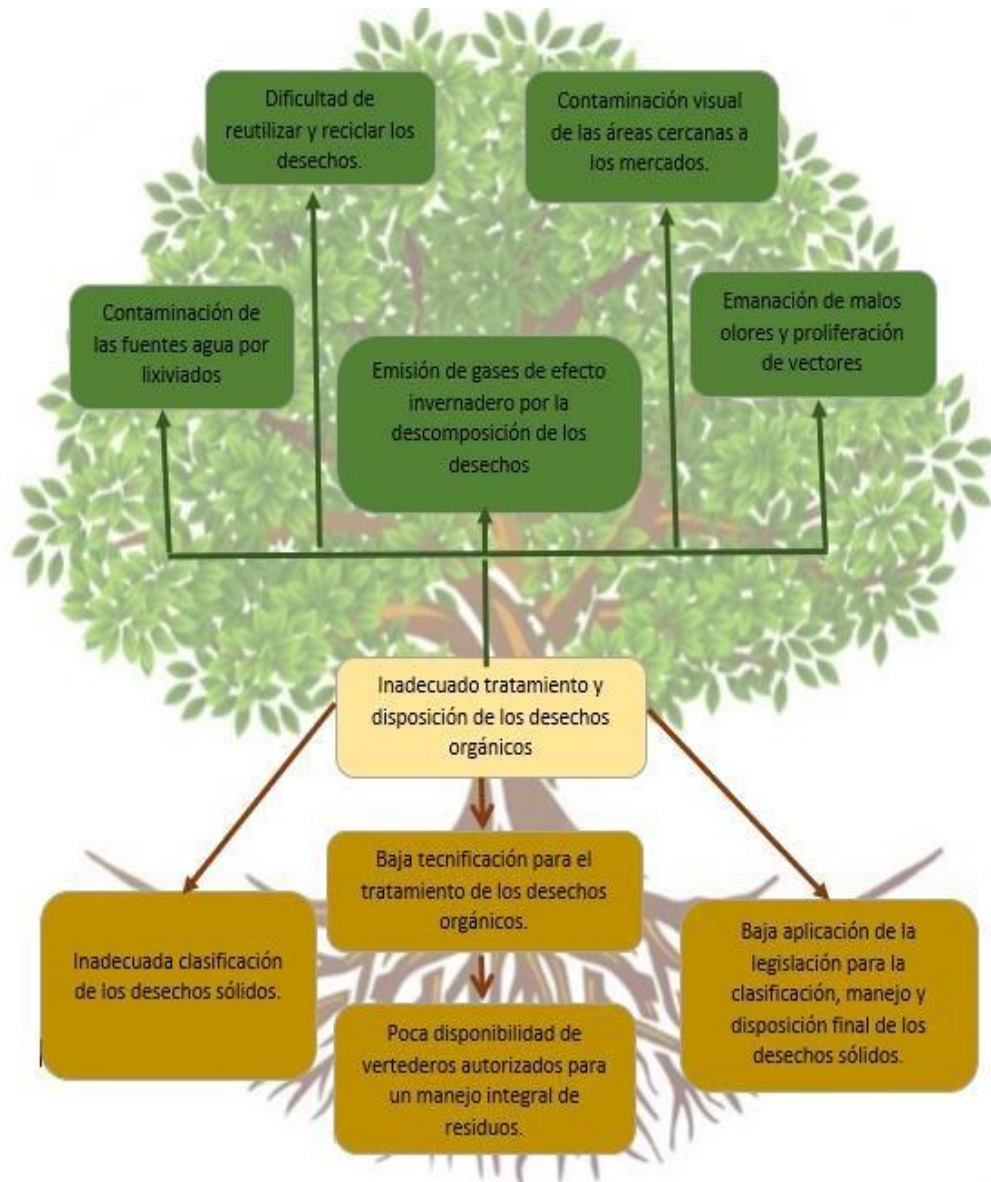 Dificultad de
reutilizar y reciclar los
desechos.
Contaminación visual
de las áreas cercanas a
los mercados.
Contaminación de
las fuentes agua por
lixiviados
Emisión de gases de efecto
invernadero por la
descomposición de los
desechos
Emanación de malos
olores y proliferación
de vectores
Inadecuado tratamiento y
disposición de los desechos
orgánicos
Inadecuada clasificación
de los desechos sólidos.
Baja tecnificación para el
tratamiento de los desechos
orgánicos.
Poca disponibilidad de
vertederos autorizados para
un manejo integral de
residuos.
Baja aplicación de la
legislación para la
clasificación, manejo y
disposición final de los
desechos sólidos.